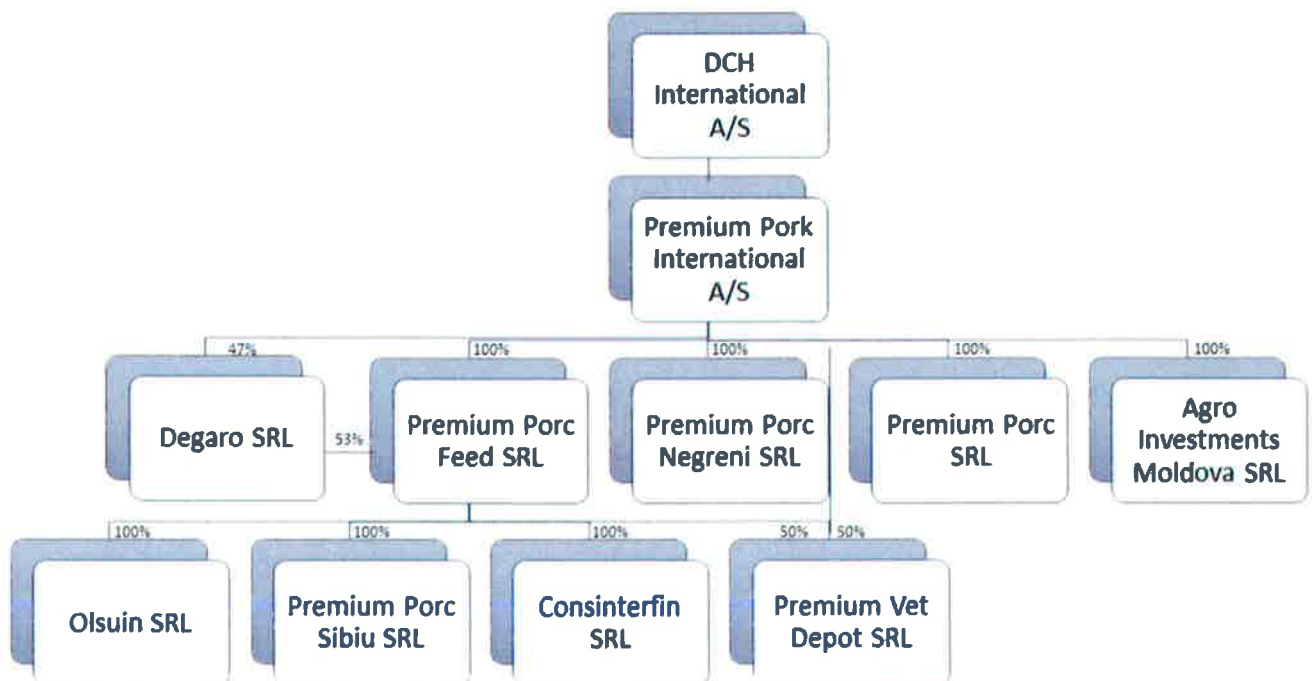 DCH
International
A/S
Premium Pork
International
A/S
47%
100%
100%
100%
100%
Degaro SRL
53%
Premium Porc
Feed SRL
Premium Porc
Negreni SRL
Premium Porc
SRL
Agro
Investments
Moldova SRL
100%
100%
100%
50%
50%
Olsuin SRL
Premium Porc
Sibiu SRL
Consinterfin
SRL
Premium Vet
Depot SRL